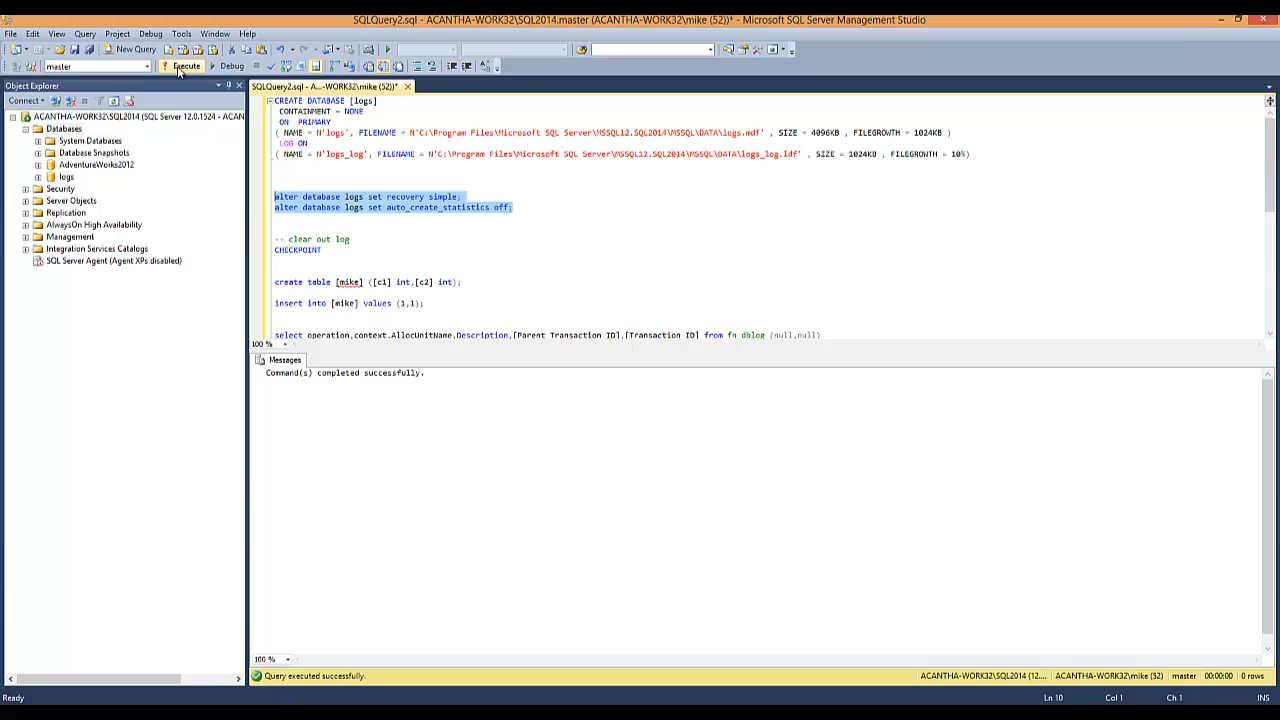 SQLQuery2.sql - ACANTHA-WORK32\SQL2014.master (ACANTHA-WORK32\mike (52))* - Microsoft SQL Server Management Studio
File Edit View Query Project Debug Tools Window Help
New Query
master Execute Debug
Object Explorer
SQLQuery2.sql - A...-WORK32\mike (52))*
Connect
ACANTHA-WORK32\SQL2014 (SQL Server 12.0.1524 - ACAN
Databases
System Databases
Database Snapshots
AdventureWorks2012
logs
Security
Server Objects
Replication
AlwaysOn High Availability
Management
Integration Services Catalogs
SQL Server Agent (Agent XPs disabled)
CREATE DATABASE [logs]
CONTAINMENT = NONE
ON PRIMARY
( NAME = N'logs', FILENAME = N'C:\Program Files\Microsoft SQL Server\MSSQL12.SQL2014\MSSQL\DATA\logs.mdf' , SIZE = 4096KB , FILEGROWTH = 1024KB )
LOG ON
( NAME = N'logs_log', FILENAME = N'C:\Program Files\Microsoft SQL Server\MSSQL12.SQL2014\MSSQL\DATA\logs_log.ldf' , SIZE = 1024KB , FILEGROWTH = 10%)
alter database logs set recovery simple;
alter database logs set auto_create_statistics off;
-- clear out log
CHECKPOINT
create table [mike] ([c1] int,[c2] int);
insert into [mike] values (1,1);
select operation,context,AllocUnitName,Description,[Parent Transaction ID],[Transaction ID] from fn_dblog (null,null)
100 %
Messages
Command(s) completed successfully.
100 %
Query executed successfully. ACANTHA-WORK32\SQL2014 (12.... ACANTHA-WORK32\mike (52) master 00:00:00 0 rows
Ready Ln 10 Col 1 Ch 1 INS